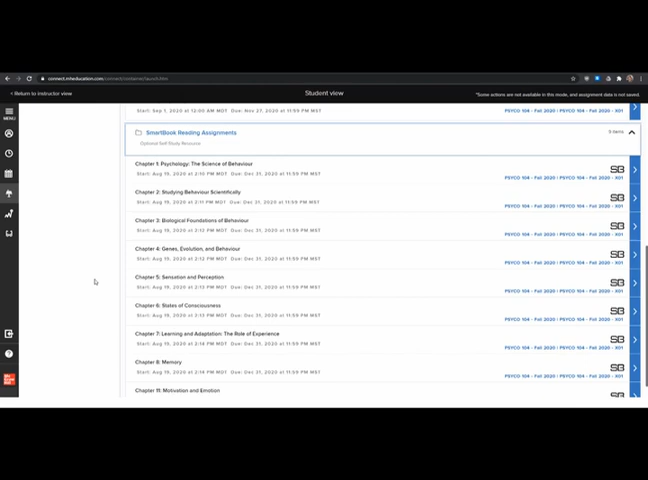 connect.mheducation.com/connect/hmStudentSectionHome/launch.htm
< Return to instructor view
Student view
*Some actions are not available in this mode, and assignment data is not saved.
MENU
Start: Sep 1, 2020 at 12:00 AM MDT Due: Nov 27, 2020 at 11:59 PM MST
PSYCO 104 - Fall 2020 | PSYCO 104 - Fall 2020 - X01
SmartBook Reading Assignments
9 items
Optional Self Study Resource
Chapter 1: Psychology: The Science of Behaviour
SB
Start: Aug 19, 2020 at 2:10 PM MDT Due: Dec 31, 2020 at 11:59 PM MST
PSYCO 104 - Fall 2020 | PSYCO 104 - Fall 2020 - X01
Chapter 2: Studying Behaviour Scientifically
SB
Start: Aug 19, 2020 at 2:11 PM MDT Due: Dec 31, 2020 at 11:59 PM MST
PSYCO 104 - Fall 2020 | PSYCO 104 - Fall 2020 - X01
Chapter 3: Biological Foundations of Behaviour
SB
Start: Aug 19, 2020 at 2:12 PM MDT Due: Dec 31, 2020 at 11:59 PM MST
PSYCO 104 - Fall 2020 | PSYCO 104 - Fall 2020 - X01
Chapter 4: Genes, Evolution, and Behaviour
SB
Start: Aug 19, 2020 at 2:12 PM MDT Due: Dec 31, 2020 at 11:59 PM MST
PSYCO 104 - Fall 2020 | PSYCO 104 - Fall 2020 - X01
Chapter 5: Sensation and Perception
SB
Start: Aug 19, 2020 at 2:13 PM MDT Due: Dec 31, 2020 at 11:59 PM MST
PSYCO 104 - Fall 2020 | PSYCO 104 - Fall 2020 - X01
Chapter 6: States of Consciousness
SB
Start: Aug 19, 2020 at 2:13 PM MDT Due: Dec 31, 2020 at 11:59 PM MST
PSYCO 104 - Fall 2020 | PSYCO 104 - Fall 2020 - X01
Chapter 7: Learning and Adaptation: The Role of Experience
SB
Start: Aug 19, 2020 at 2:14 PM MDT Due: Dec 31, 2020 at 11:59 PM MST
PSYCO 104 - Fall 2020 | PSYCO 104 - Fall 2020 - X01
Chapter 8: Memory
SB
Start: Aug 19, 2020 at 2:14 PM MDT Due: Dec 31, 2020 at 11:59 PM MST
PSYCO 104 - Fall 2020 | PSYCO 104 - Fall 2020 - X01
Chapter 11: Motivation and Emotion
SB